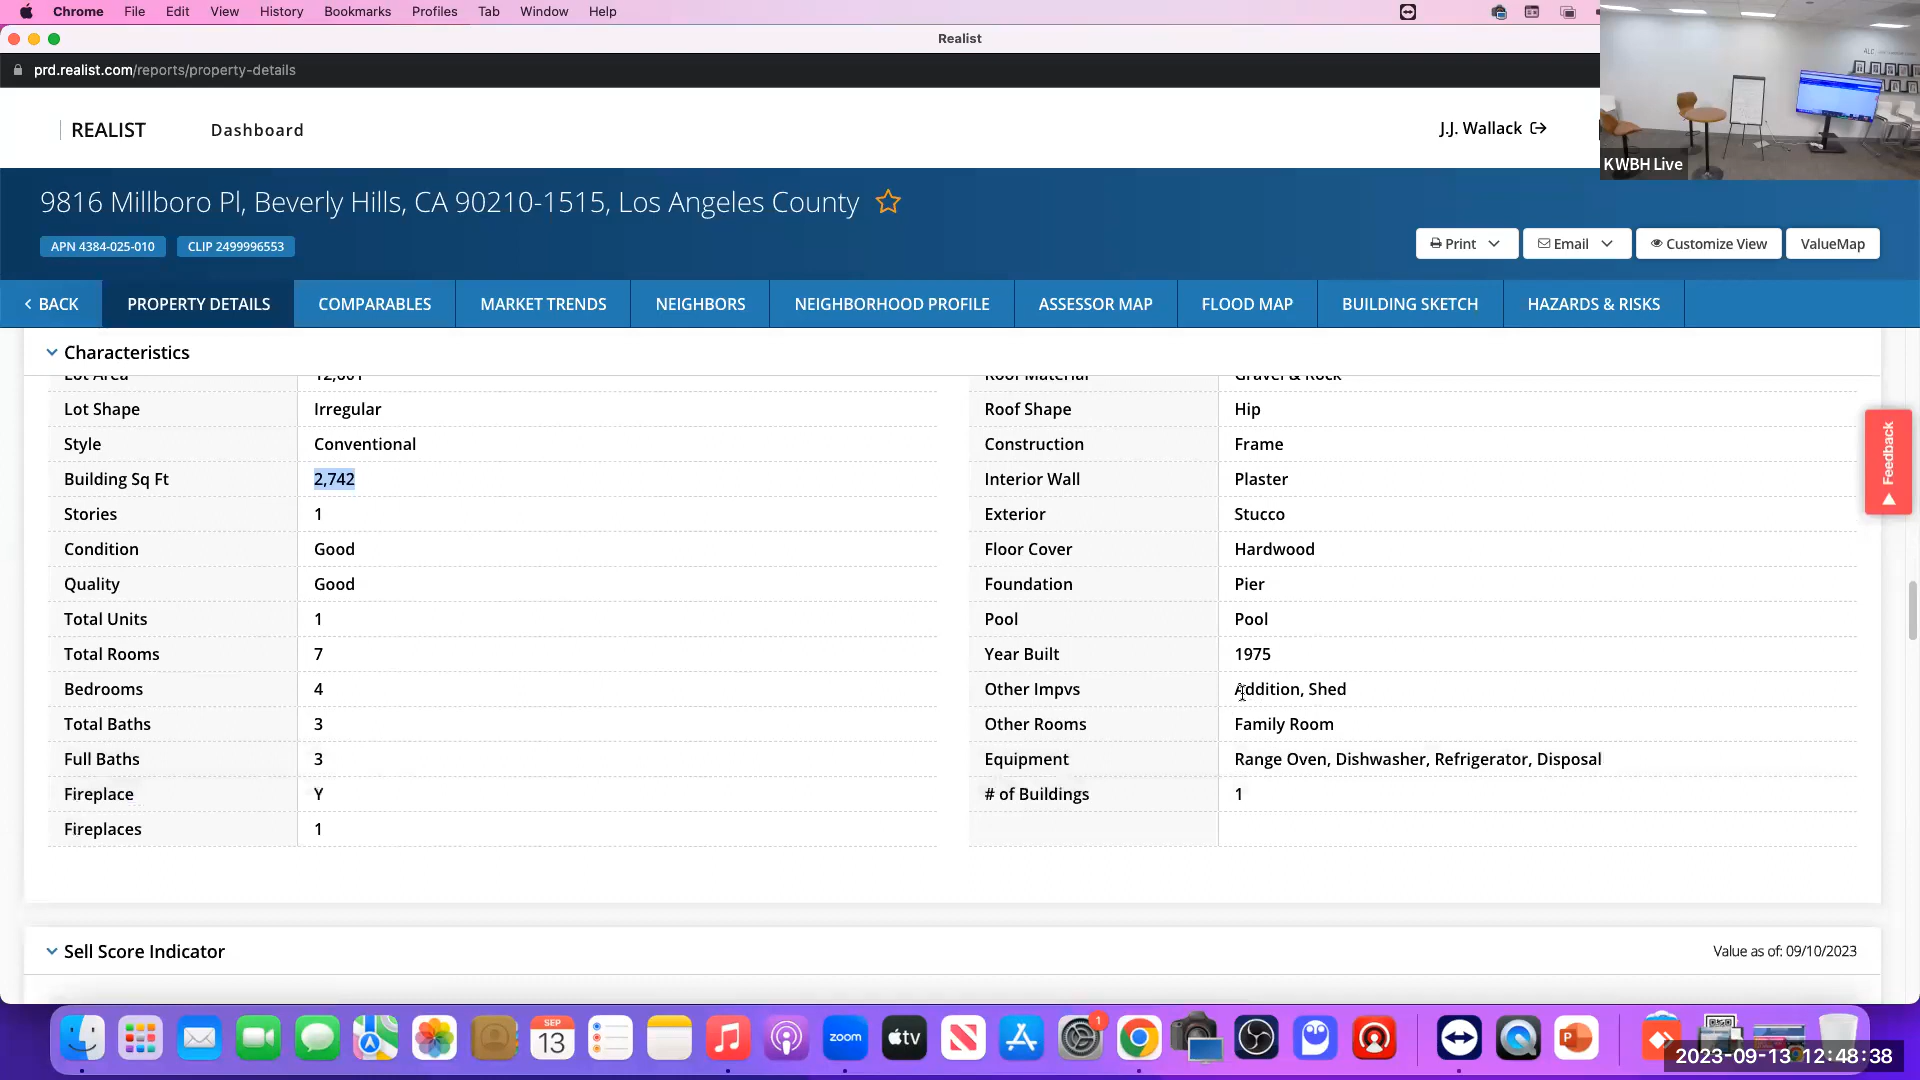 Chrome File Edit View History Bookmarks Profiles Tab Window Help
Realist
prd.realist.com/reports/property-details
REALIST Dashboard J.J. Wallack
KWBH Live
9816 Millboro Pl, Beverly Hills, CA 90210-1515, Los Angeles County
APN 4384-025-010 CLIP 2499996553
Print Email Customize View ValueMap
BACK PROPERTY DETAILS COMPARABLES MARKET TRENDS NEIGHBORS NEIGHBORHOOD PROFILE ASSESSOR MAP FLOOD MAP BUILDING SKETCH HAZARDS & RISKS
Characteristics
Lot Area Roof Material Gravel & Rock
Lot Shape Irregular Roof Shape Hip
Style Conventional Construction Frame
Building Sq Ft 2,742 Interior Wall Plaster
Stories 1 Exterior Stucco
Condition Good Floor Cover Hardwood
Quality Good Foundation Pier
Total Units 1 Pool Pool
Total Rooms 7 Year Built 1975
Bedrooms 4 Other Impvs Addition, Shed
Total Baths 3 Other Rooms Family Room
Full Baths 3 Equipment Range Oven, Dishwasher, Refrigerator, Disposal
Fireplace Y # of Buildings 1
Fireplaces 1
Feedback
Sell Score Indicator Value as of: 09/10/2023
SEP
13
zoom
tv
1
2023-09-13 12:48:38